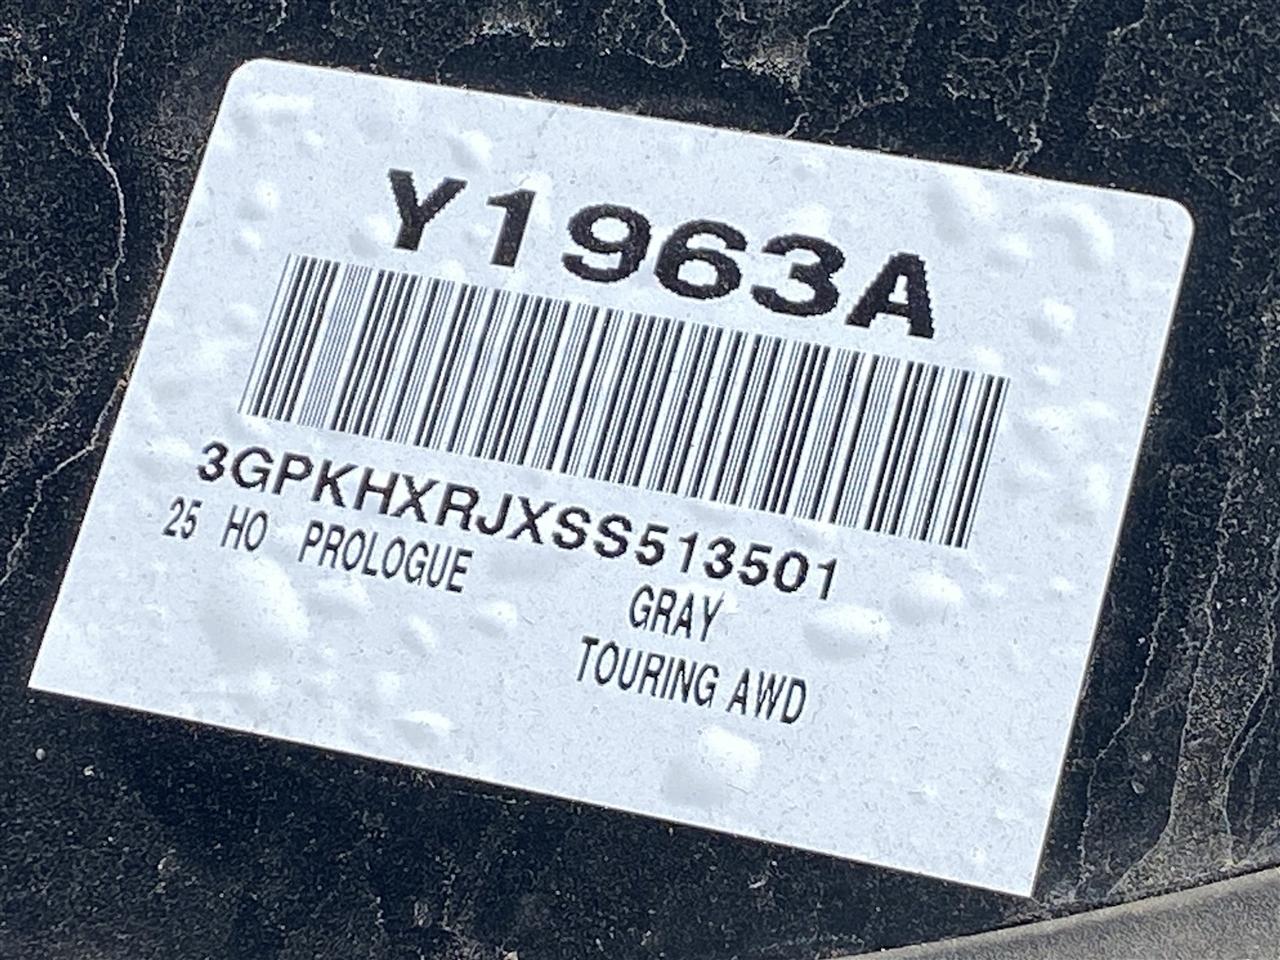 Y1963A
3GPKHXRJXSS513501
25 HO PROLOGUE
GRAY
TOURING AWD